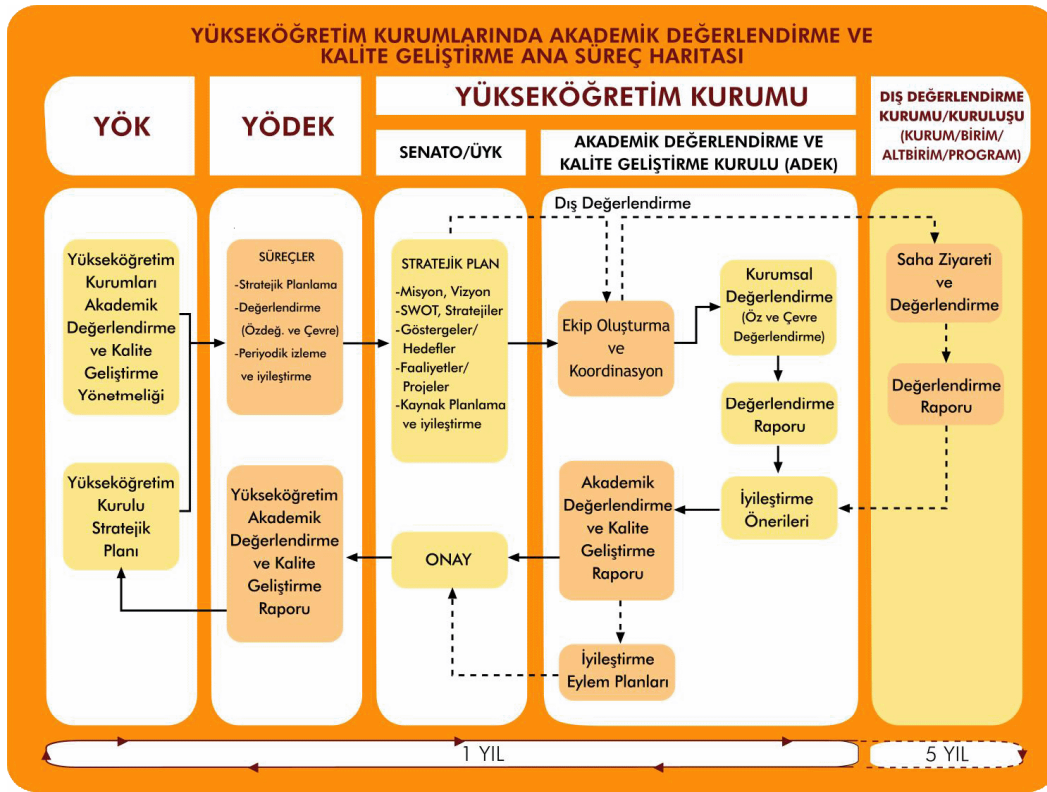 YÜKSEKÖĞRETİM KURUMLARINDA AKADEMİK DEĞERLENDİRME VE
KALİTE GELİŞTİRME ANA SÜREÇ HARITASI
YÖK
YÖDEK
YÜKSEKÖĞRETİM KURUMU
SENATO/ÜYK
AKADEMİK DEĞERLENDİRME VE
KALİTE GELİŞTİRME KURULU (ADEK)
DIŞ DEĞERLENDİRME
KURUMU/KURULUŞU
(KURUM/BİRİM/
ALTBİRİM/PROGRAM)
Yükseköğretim
Kurumları
Akademik
Değerlendirme
ve Kalite
Geliştirme
Yönetmeliği
Yükseköğretim
Kurulu
Stratejik
Planı
SÜREÇLER
-Stratejik Planlama
-Değerlendirme
(Özdeğ. ve Çevre)
-Periyodik izleme
ve iyileştirme
Yükseköğretim
Akademik
Değerlendirme
ve Kalite
Geliştirme
Raporu
STRATEJİK PLAN
-Misyon, Vizyon
-SWOT, Stratejiler
-Göstergeler/
Hedefler
-Faaliyetler/
Projeler
-Kaynak Planlama
ve iyileştirme
ONAY
Dış Değerlendirme
Ekip Oluşturma
ve
Koordinasyon
Kurumsal
Değerlendirme
(Öz ve Çevre
Değerlendirme)
Değerlendirme
Raporu
İyileştirme
Önerileri
Akademik
Değerlendirme
ve Kalite
Geliştirme
Raporu
İyileştirme
Eylem Planları
Saha Ziyareti
ve
Değerlendirme
Değerlendirme
Raporu
1 YIL
5 YIL